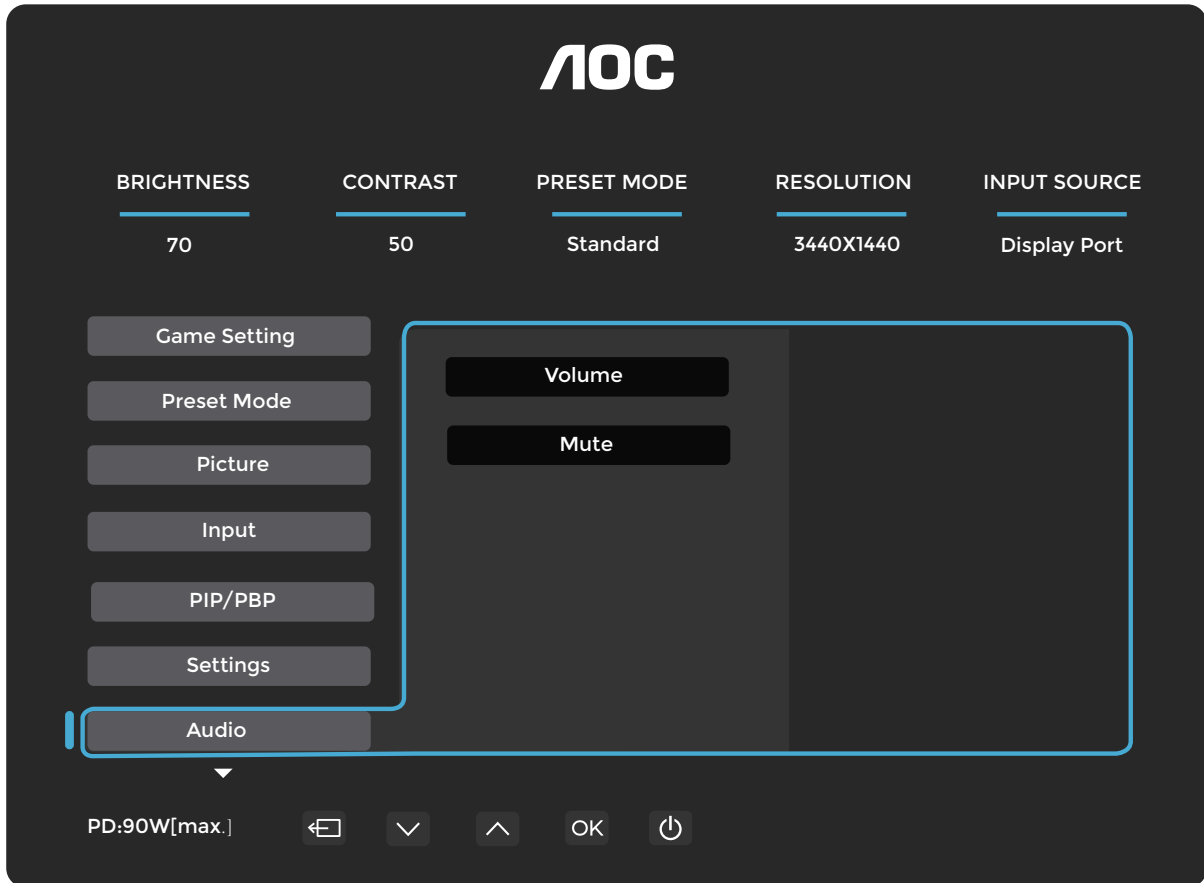 AOC
BRIGHTNESS CONTRAST PRESET MODE RESOLUTION INPUT SOURCE
70 50 Standard 3440X1440 Display Port
Game Setting
Preset Mode
Picture
Input
PIP/PBP
Settings
Audio
Volume
Mute
PD:90W[max.] OK